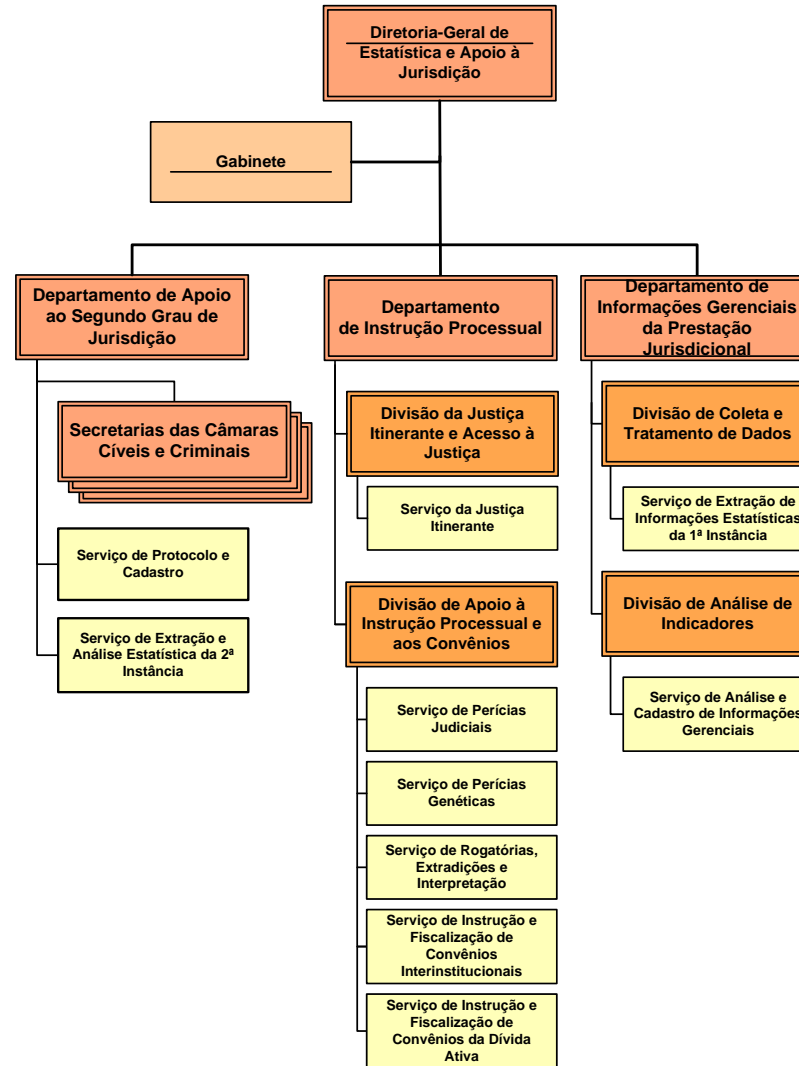 Diretoria-Geral de
Estatística e Apoio à
Jurisdição
Gabinete
Departamento de Apoio
ao Segundo Grau de
Jurisdição
Departamento
de Instrução Processual
Departamento de
Informações Gerenciais
da Prestação
Jurisdicional
Secretarias das Câmaras
Cíveis e Criminais
Serviço de Protocolo e
Cadastro
Serviço de Extração e
Análise Estatística da 2ª
Instância
Divisão da Justiça
Itinerante e Acesso à
Justiça
Serviço da Justiça
Itinerante
Divisão de Apoio à
Instrução Processual e
aos Convênios
Serviço de Perícias
Judiciais
Serviço de Perícias
Genéticas
Serviço de Rogatórias,
Extradições e
Interpretação
Serviço de Instrução e
Fiscalização de
Convênios
Interinstitucionais
Serviço de Instrução e
Fiscalização de
Convênios da Dívida
Ativa
Divisão de Coleta e
Tratamento de Dados
Serviço de Extração de
Informações Estatísticas
da 1ª Instância
Divisão de Análise de
Indicadores
Serviço de Análise e
Cadastro de Informações
Gerenciais